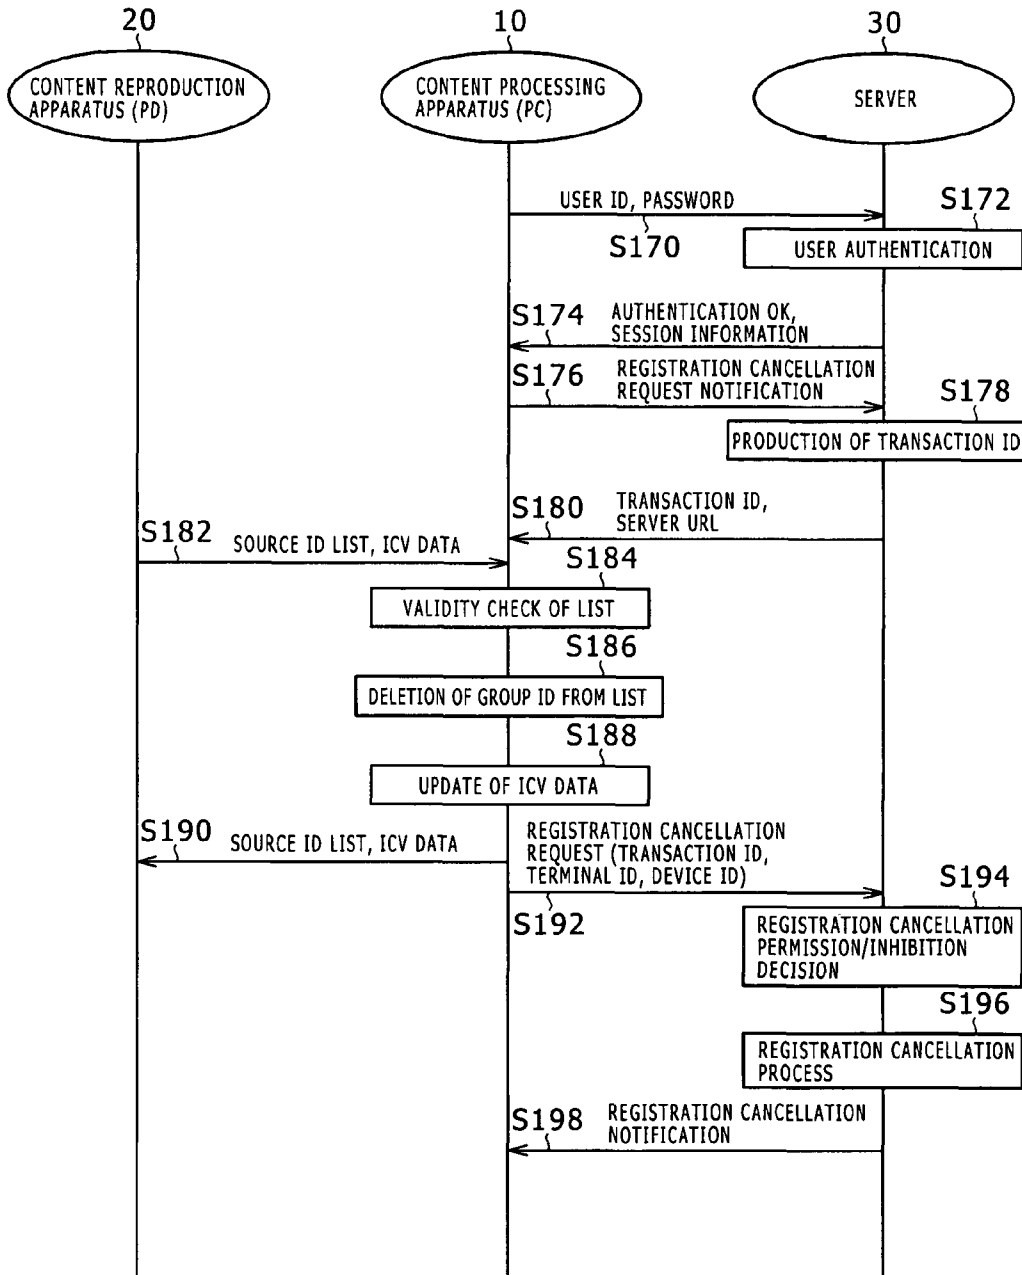 20
10
30
CONTENT REPRODUCTION
APPARATUS (PD)
CONTENT PROCESSING
APPARATUS (PC)
SERVER
USER ID, PASSWORD
S170
S172
USER AUTHENTICATION
S174
AUTHENTICATION OK,
SESSION INFORMATION
S176
REGISTRATION CANCELLATION
REQUEST NOTIFICATION
S178
PRODUCTION OF TRANSACTION ID
S180
TRANSACTION ID,
SERVER URL
S182
SOURCE ID LIST, ICV DATA
S184
VALIDITY CHECK OF LIST
S186
DELETION OF GROUP ID FROM LIST
S188
UPDATE OF ICV DATA
S190
SOURCE ID LIST, ICV DATA
REGISTRATION CANCELLATION
REQUEST (TRANSACTION ID,
TERMINAL ID, DEVICE ID)
S192
S194
REGISTRATION CANCELLATION
PERMISSION/INHIBITION
DECISION
S196
REGISTRATION CANCELLATION
PROCESS
S198
REGISTRATION CANCELLATION
NOTIFICATION